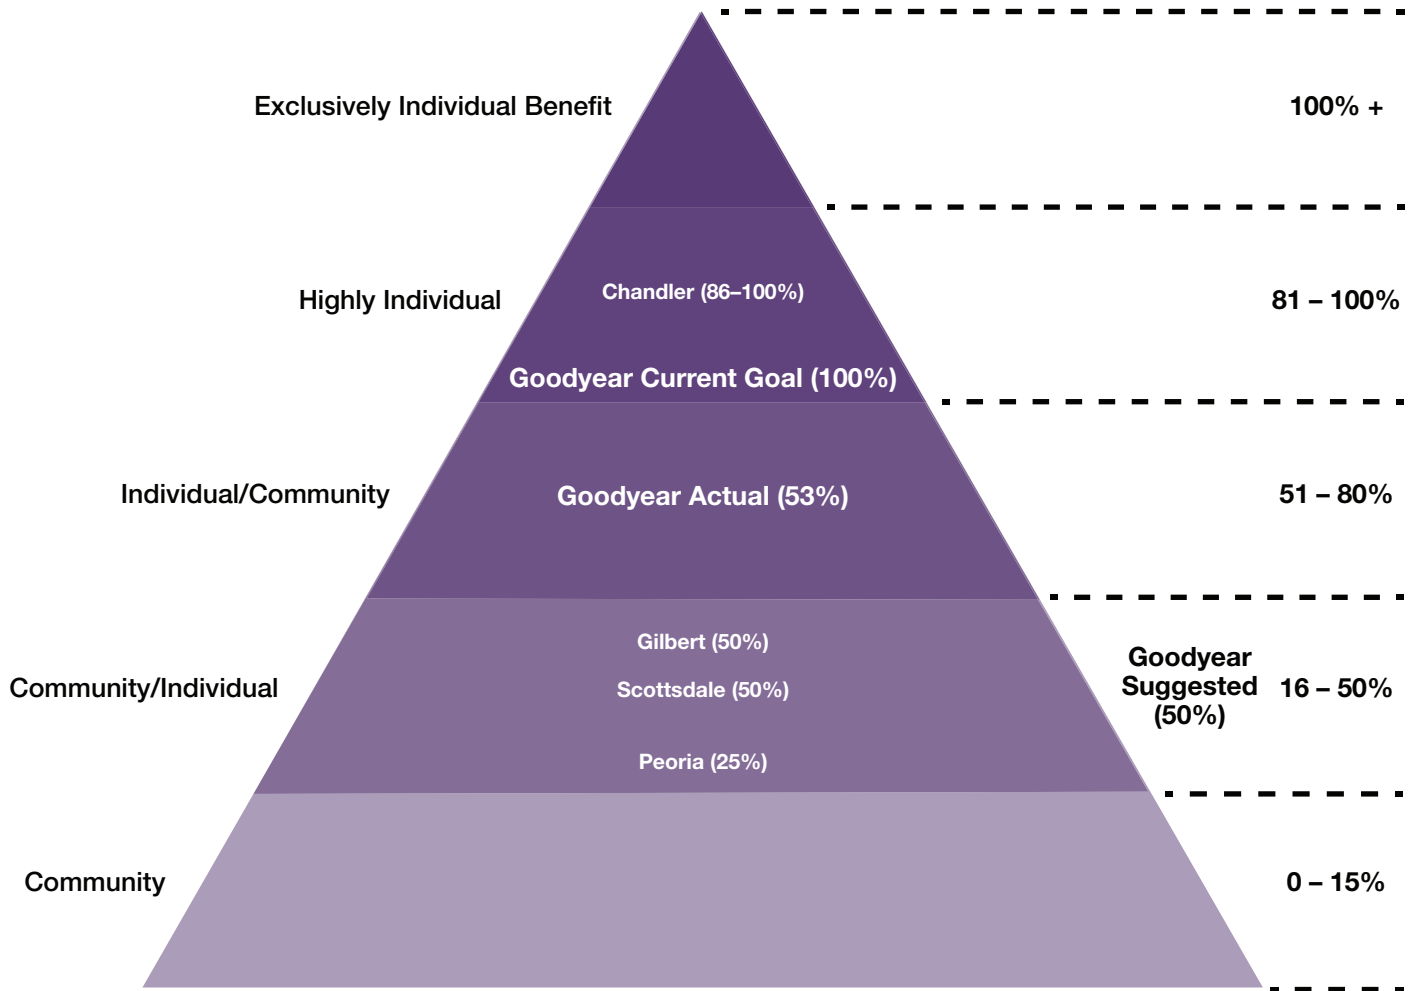 Exclusively Individual Benefit
100% +
Highly Individual
Chandler (86–100%)
81 – 100%
Goodyear Current Goal (100%)
Individual/Community
Goodyear Actual (53%)
51 – 80%
Gilbert (50%)
Community/Individual
Scottsdale (50%)
Goodyear
Suggested
(50%)
16 – 50%
Peoria (25%)
Community
0 – 15%